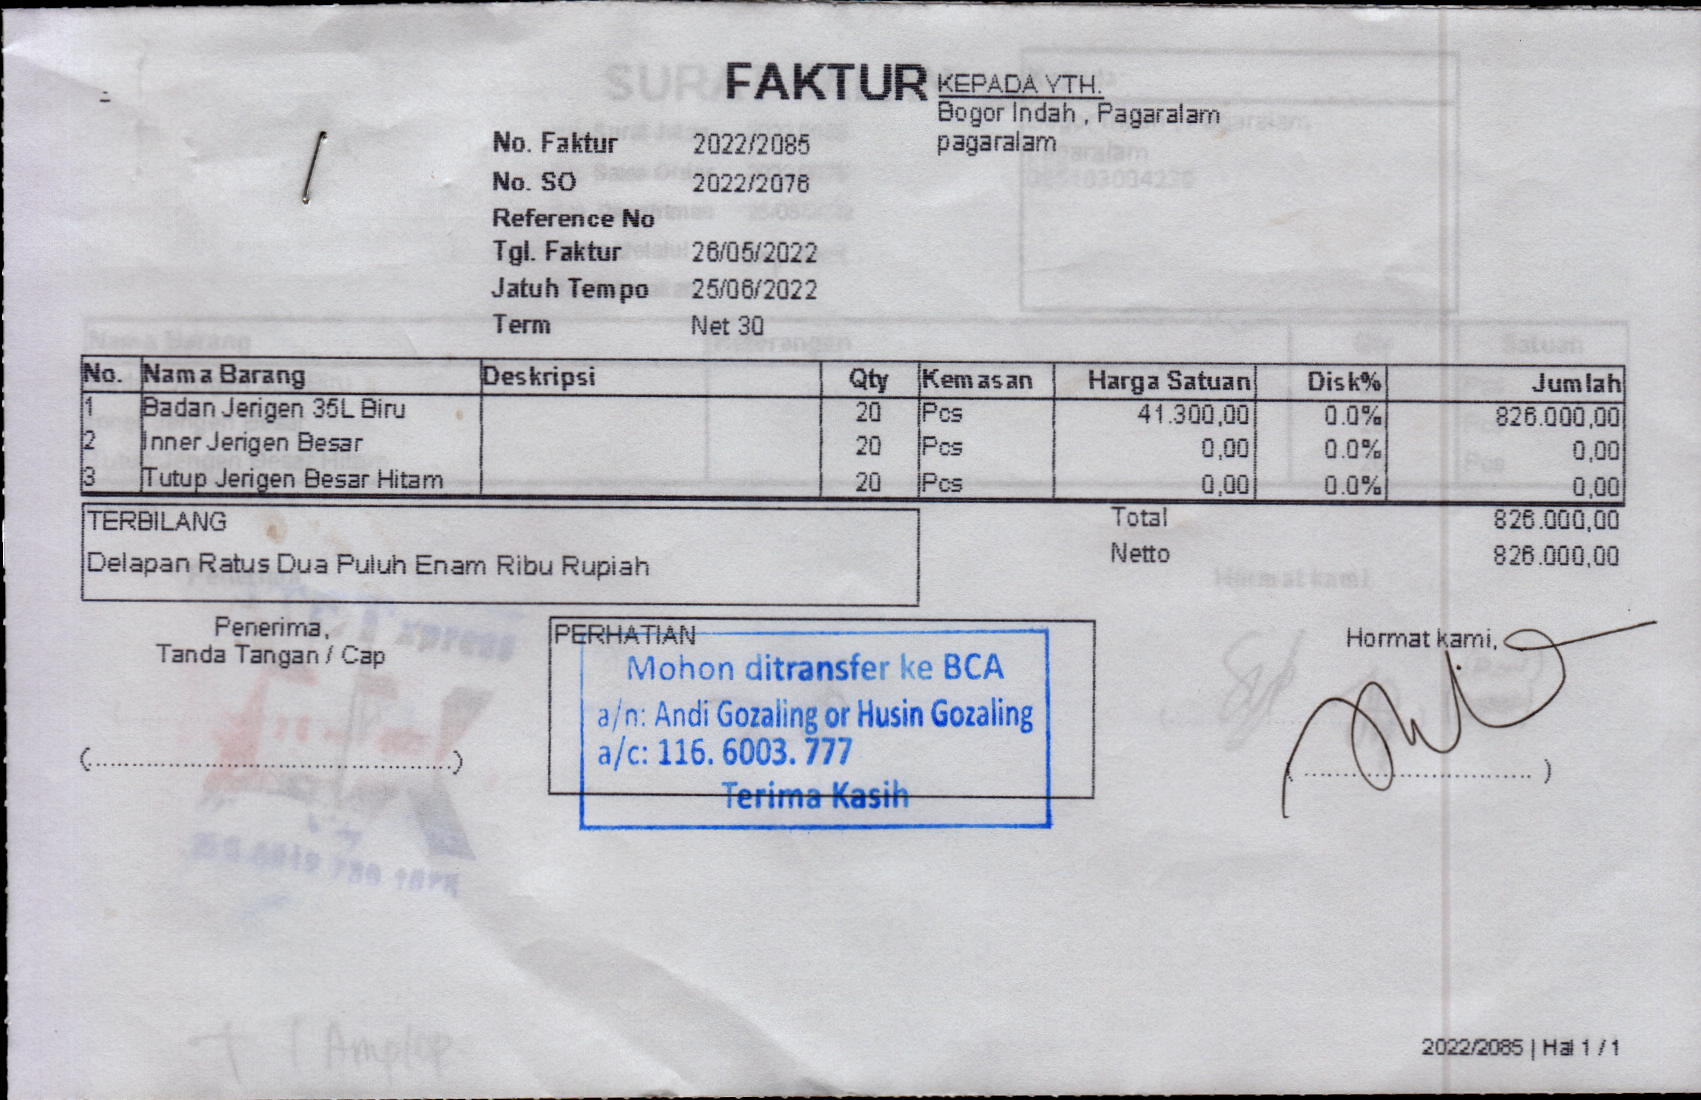 FAKTUR
KEPADA YTH.
Bogor Indah , Pagaralam
pagaralam
No. Faktur 2022/2085
No. SO 2022/2076
Reference No
Tgl. Faktur 26/05/2022
Jatuh Tempo 25/06/2022
Term Net 30
No. Nama Barang Deskripsi Qty Kemasan Harga Satuan Disk% Jumlah
1 Badan Jerigen 35L Biru 20 Pcs 41.300,00 0.0% 826.000,00
2 Inner Jerigen Besar 20 Pcs 0,00 0.0% 0,00
3 Tutup Jerigen Besar Hitam 20 Pcs 0,00 0.0% 0,00
TERBILANG
Delapan Ratus Dua Puluh Enam Ribu Rupiah
Total 826.000,00
Netto 826.000,00
Penerima,
Tanda Tangan / Cap
(................................................)
PERHATIAN
Mohon ditransfer ke BCA
a/n: Andi Gozaling or Husin Gozaling
a/c: 116. 6003. 777
Terima Kasih
Hormat kami,
( ................................ )
+ 1 Amplop
2022/2085 | Hal 1 / 1